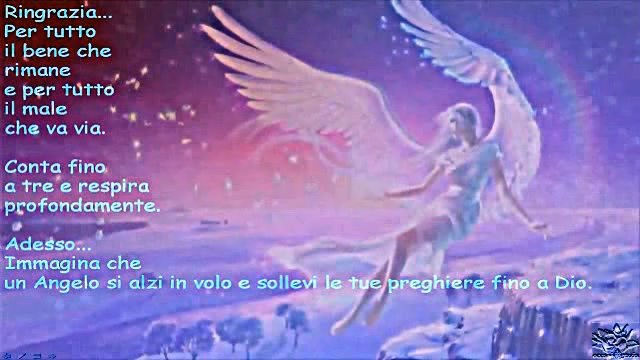 Ringrazia...
Per tutto
il bene che
rimane
e per tutto
il male
che va via.
Conta fino
a tre e respira
profondamente.
Adesso...
Immagina che
un Angelo si alzi in volo e sollevi le tue preghiere fino a Dio.